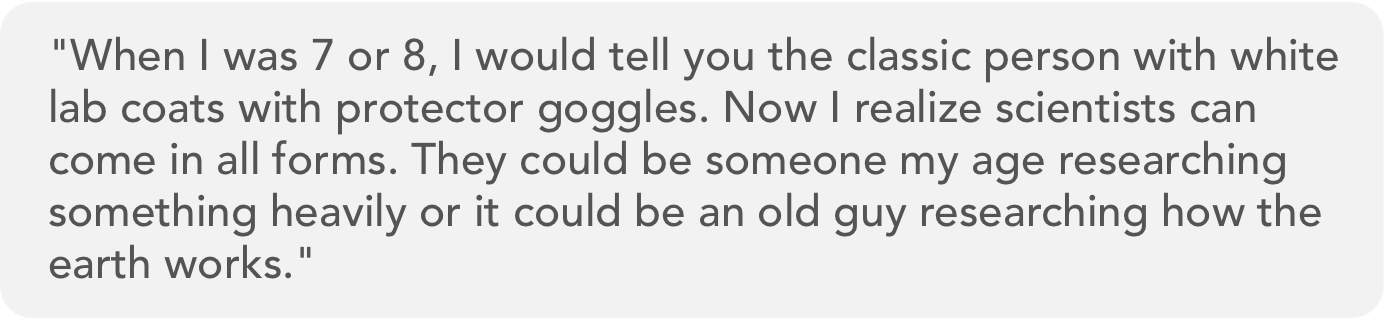 "When I was 7 or 8, I would tell you the classic person with white
lab coats with protector goggles. Now I realize scientists can
come in all forms. They could be someone my age researching
something heavily or it could be an old guy researching how the
earth works."